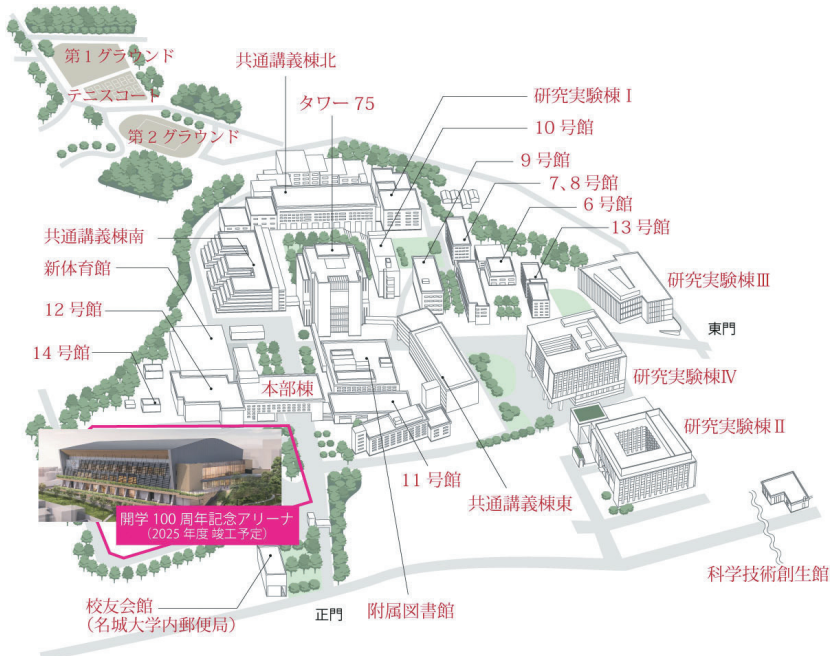 第1グラウンド
テニスコート
第2グラウンド
共通講義棟北
タワー75
研究実験棟Ⅰ
10号館
9号館
7、8号館
6号館
13号館
共通講義棟南
新体育館
12号館
14号館
研究実験棟Ⅲ
東門
本部棟
研究実験棟Ⅳ
研究実験棟Ⅱ
11号館
共通講義棟東
開学100周年記念アリーナ
(2025年度 竣工予定)
科学技術創生館
校友会館
(名城大学内郵便局)
正門
附属図書館